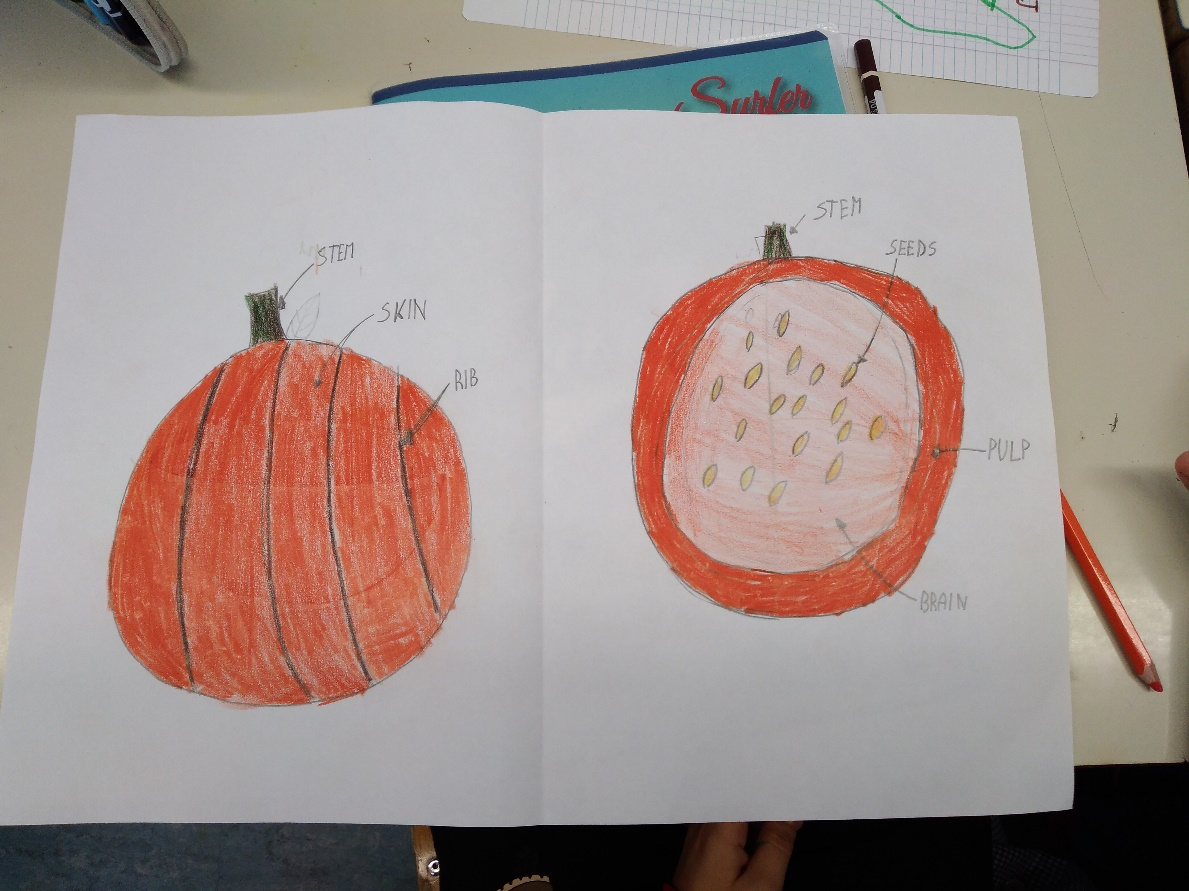 Surfer
STEM
SKIN
RIB
STEM
SEEDS
PULP
BRAIN